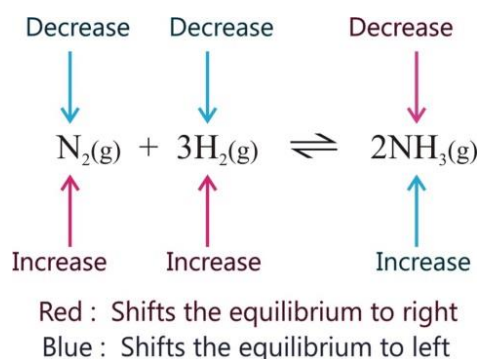 Decrease Decrease Decrease
N₂(g) + 3H₂(g) ⇌ 2NH₃(g)
Increase Increase Increase
Red : Shifts the equilibrium to right
Blue : Shifts the equilibrium to left